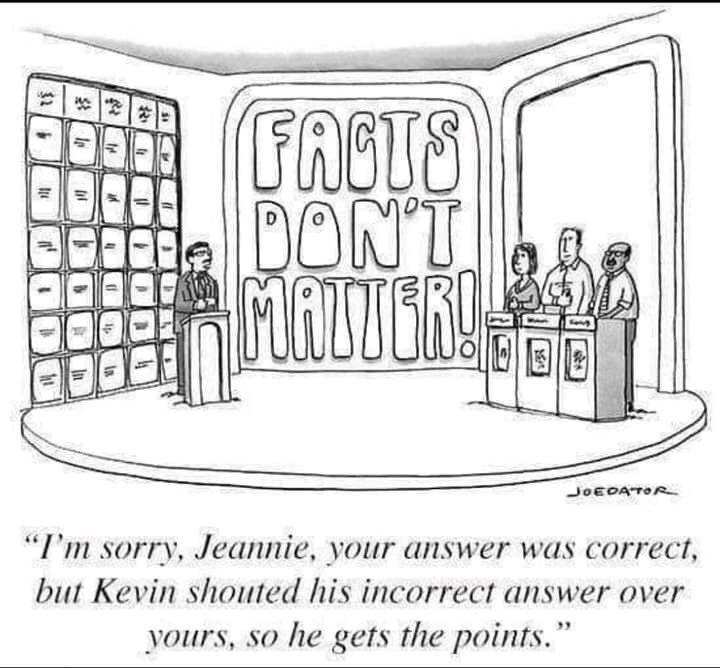 FACTS
DON'T
MATTER!
JOEDATOR
“I’m sorry, Jeannie, your answer was correct,
but Kevin shouted his incorrect answer over
yours, so he gets the points.”